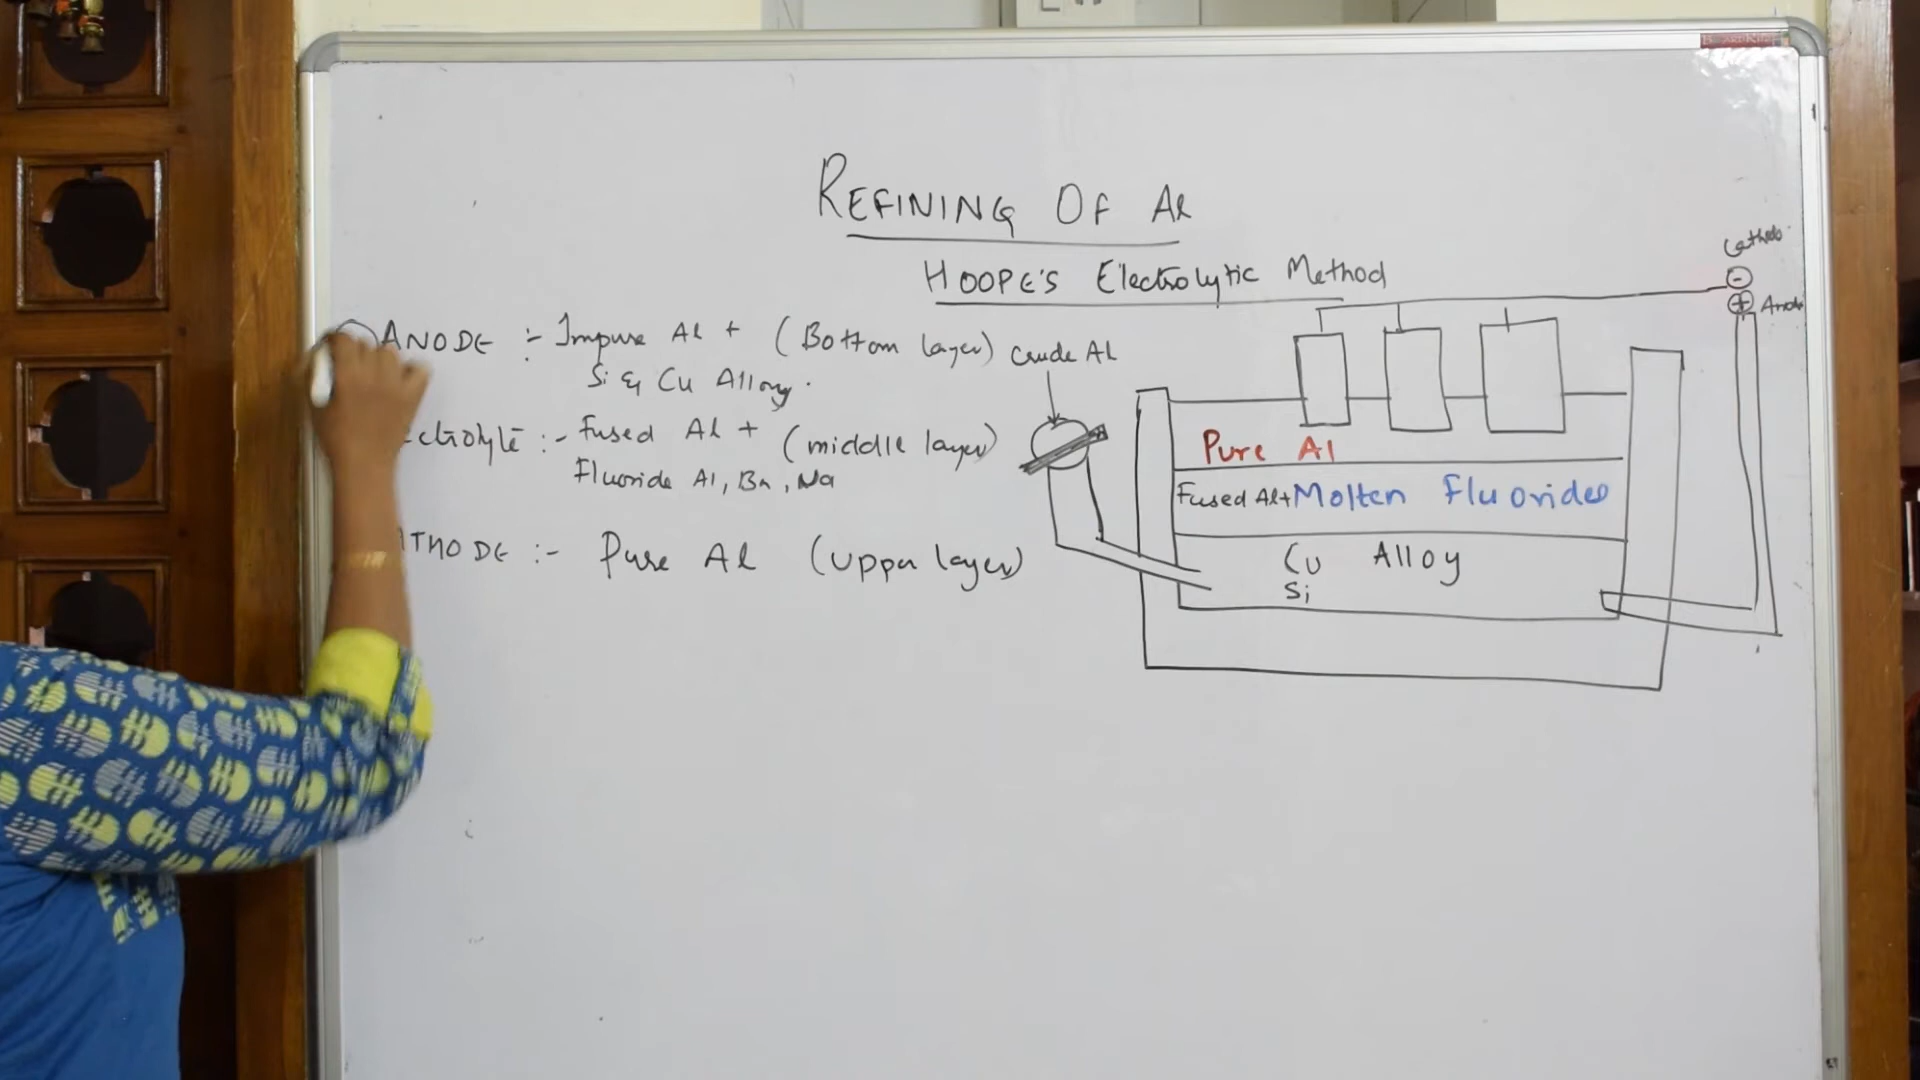 REFINING OF Al
HOOPE'S Electrolytic Method
ANODE :- Impure Al + (Bottom layer)
Si & Cu Alloy.
ectrolyte :- Fused Al + (middle layer)
Fluoride Al, Ba, Na
ATHODE :- Pure Al (Upper layer)
Crude Al
Cathode
-
+ Anode
Pure Al
Fused Al+ Molten Fluorides
Cu Alloy
Si